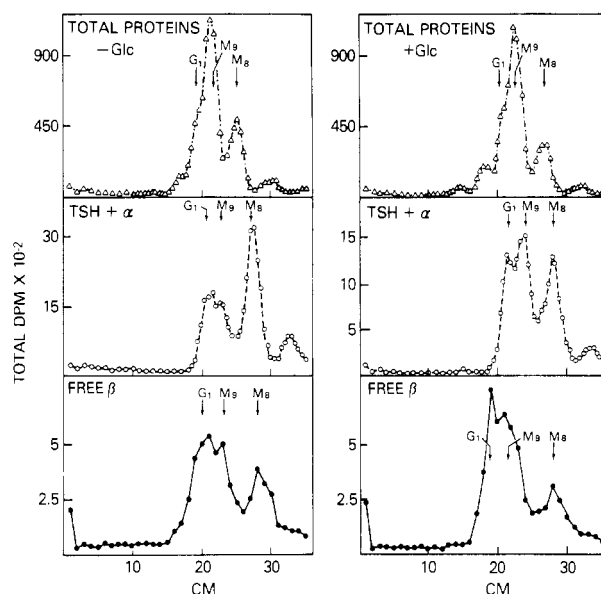 TOTAL PROTEINS
−Glc
G1
M9
M8
900
450
TOTAL PROTEINS
+Glc
G1
M9
M8
900
450
TSH + α
G1
M9
M8
30
15
TSH + α
G1
M9
M8
15
10
5
TOTAL DPM X 10-2
FREE β
G1
M9
M8
5
2.5
0
10
20
30
CM
FREE β
G1
M9
M8
5
2.5
0
10
20
30
CM